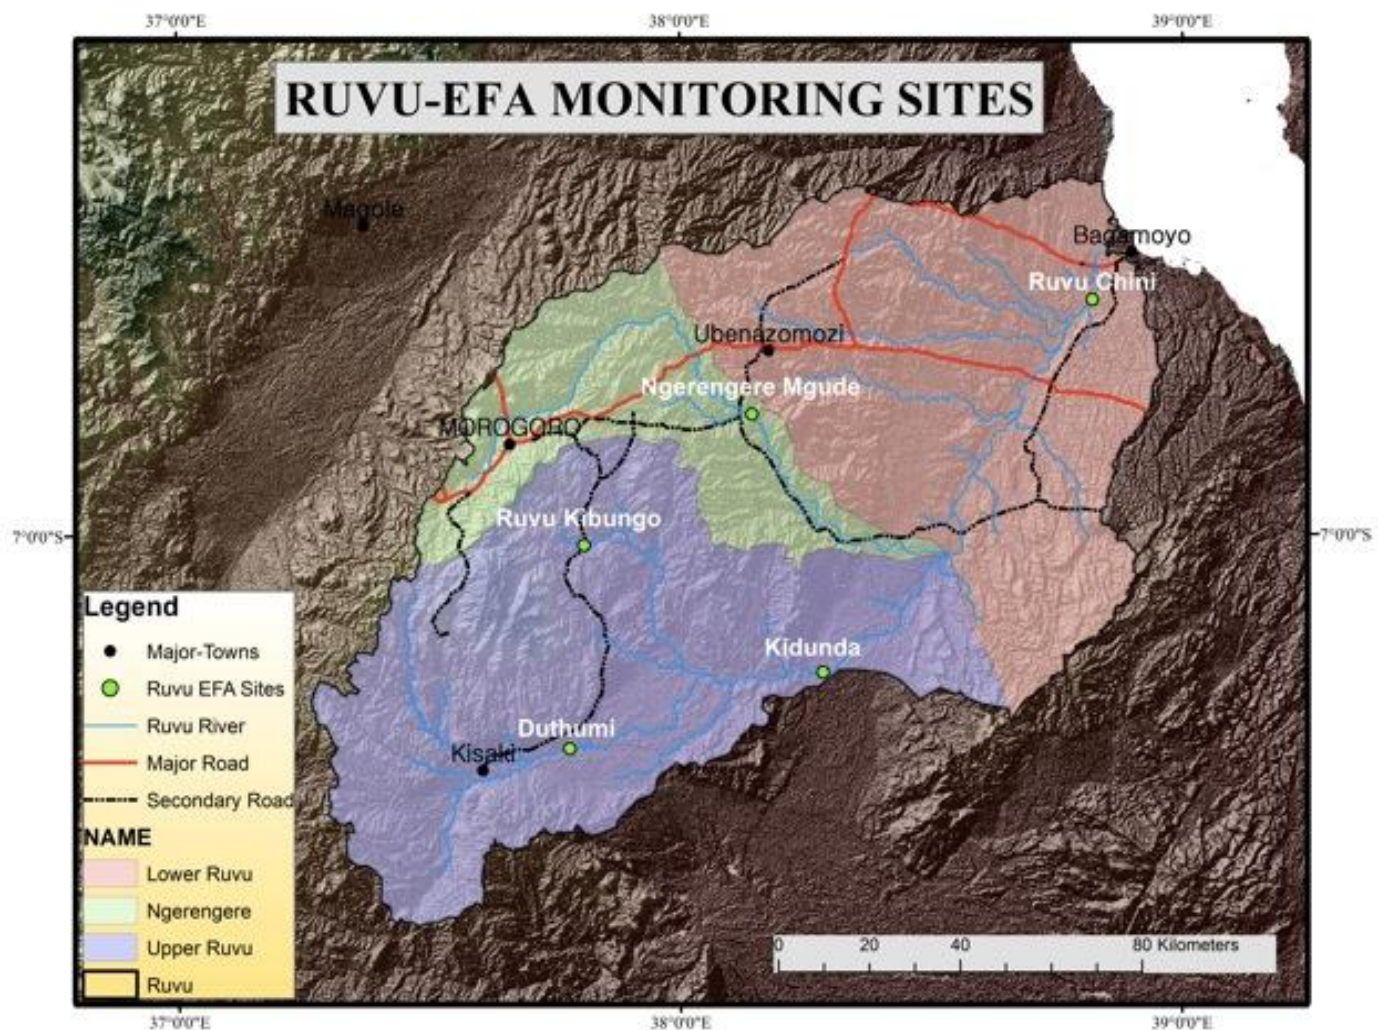 37°0'0"E
38°0'0"E
39°0'0"E
RUVU-EFA MONITORING SITES
Magole
Bagamoyo
Ruvu Chini
Ubenazomozi
Ngerengere Mgude
MOROGORO
Ruvu Kibungo
7°0'0"S
7°0'0"S
Kidunda
Duthumi
Kisaki
Legend
Major-Towns
Ruvu EFA Sites
Ruvu River
Major Road
Secondary Road
NAME
Lower Ruvu
Ngerengere
Upper Ruvu
Ruvu
0 20 40 80 Kilometers
37°0'0"E
38°0'0"E
39°0'0"E